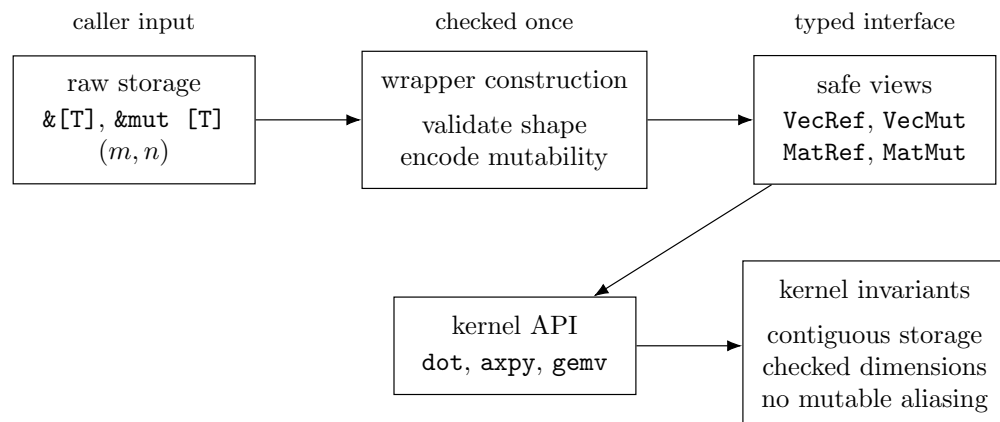 caller input
checked once
typed interface
raw storage
&[T], &mut [T]
(m, n)
wrapper construction
validate shape
encode mutability
safe views
VecRef, VecMut
MatRef, MatMut
kernel API
dot, axpy, gemv
kernel invariants
contiguous storage
checked dimensions
no mutable aliasing